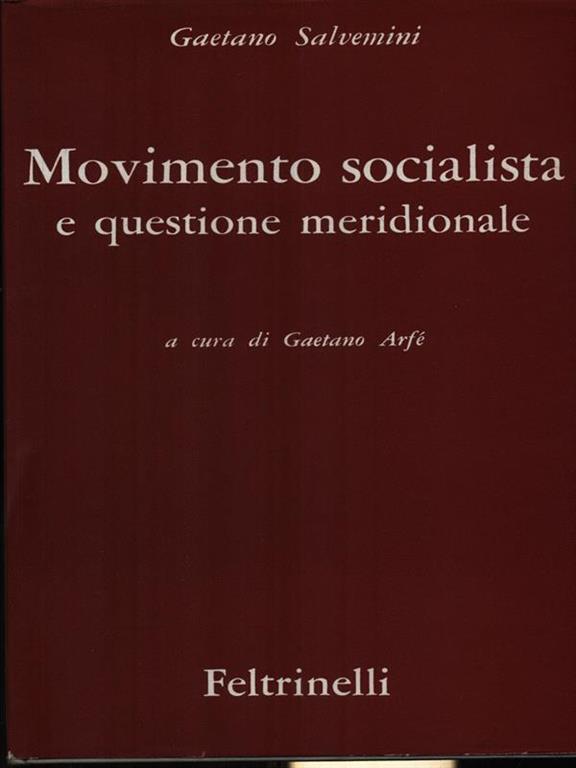 Gaetano Salvemini
Movimento socialista
e questione meridionale
a cura di Gaetano Arfé
Feltrinelli